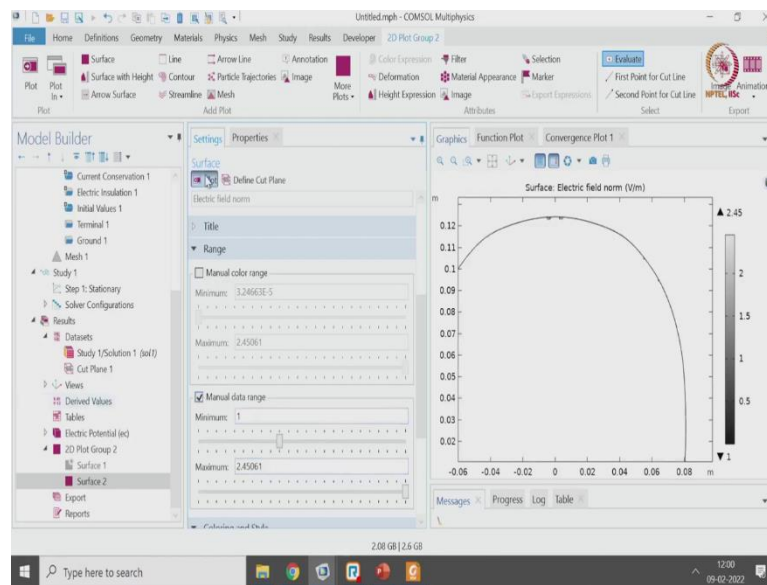 Untitled.mph - COMSOL Multiphysics
File Home Definitions Geometry Materials Physics Mesh Study Results Developer 2D Plot Group 2
Plot Plot In
Surface Line Arrow Line Annotation
Surface with Height Contour Particle Trajectories Image
Arrow Surface Streamline Mesh
More Plots
Color Expression Filter Selection
Deformation Material Appearance Marker
Height Expression Image Export Expressions
Evaluate
First Point for Cut Line
Second Point for Cut Line
Image Animation
NPTEL, IISc
Plot Add Plot Attributes Select Export
Model Builder
Current Conservation 1
Electric Insulation 1
Initial Values 1
Terminal 1
Ground 1
Mesh 1
Study 1
Step 1: Stationary
Solver Configurations
Results
Datasets
Study 1/Solution 1 (sol1)
Cut Plane 1
Views
Derived Values
Tables
Electric Potential (ec)
2D Plot Group 2
Surface 1
Surface 2
Export
Reports
Settings Properties
Surface
Plot Define Cut Plane
Electric field norm
Title
Range
Manual color range
Minimum: 3.24663E-5
Maximum: 2.45061
Manual data range
Minimum: 1
Maximum: 2.45061
Coloring and Style
Graphics Function Plot Convergence Plot 1
Surface: Electric field norm (V/m)
m
0.12
0.11
0.1
0.09
0.08
0.07
0.06
0.05
0.04
0.03
0.02
-0.06 -0.04 -0.02 0 0.02 0.04 0.06 0.08 m
▲ 2.45
2
1.5
1
0.5
▼ 1
Messages Progress Log Table
2.08 GB | 2.6 GB
Type here to search
12:00
09-02-2022